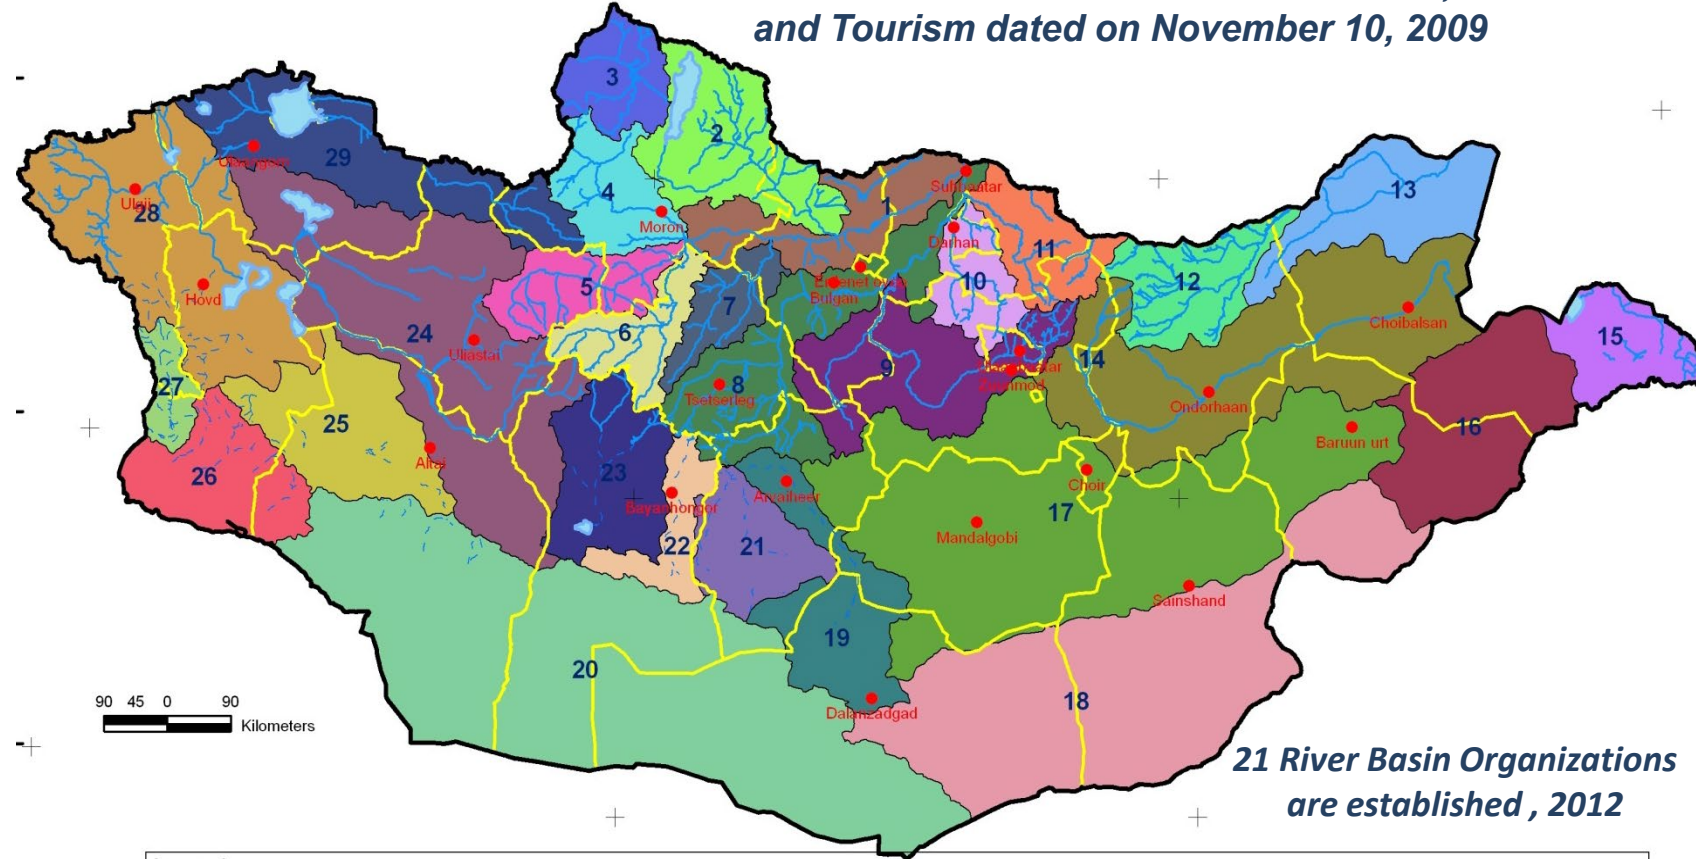 and Tourism dated on November 10, 2009
3
2
29
4
1
Suhbaatar
13
Ulgii
28
Moron
Darhan
11
12
5
10
Hovd
7
Bulgan
Choibalsan
24
6
Uliastai
14
15
27
9
8
Zuunmod
Tsetserleg
Ondorhaan
25
16
Baruun urt
Altai
26
23
Arvaiheer
Choir
Bayanhongor
17
22
21
Mandalgobi
Sainshand
19
20
18
90 45 0 90
Kilometers
Dalanzadgad
21 River Basin Organizations
are established , 2012